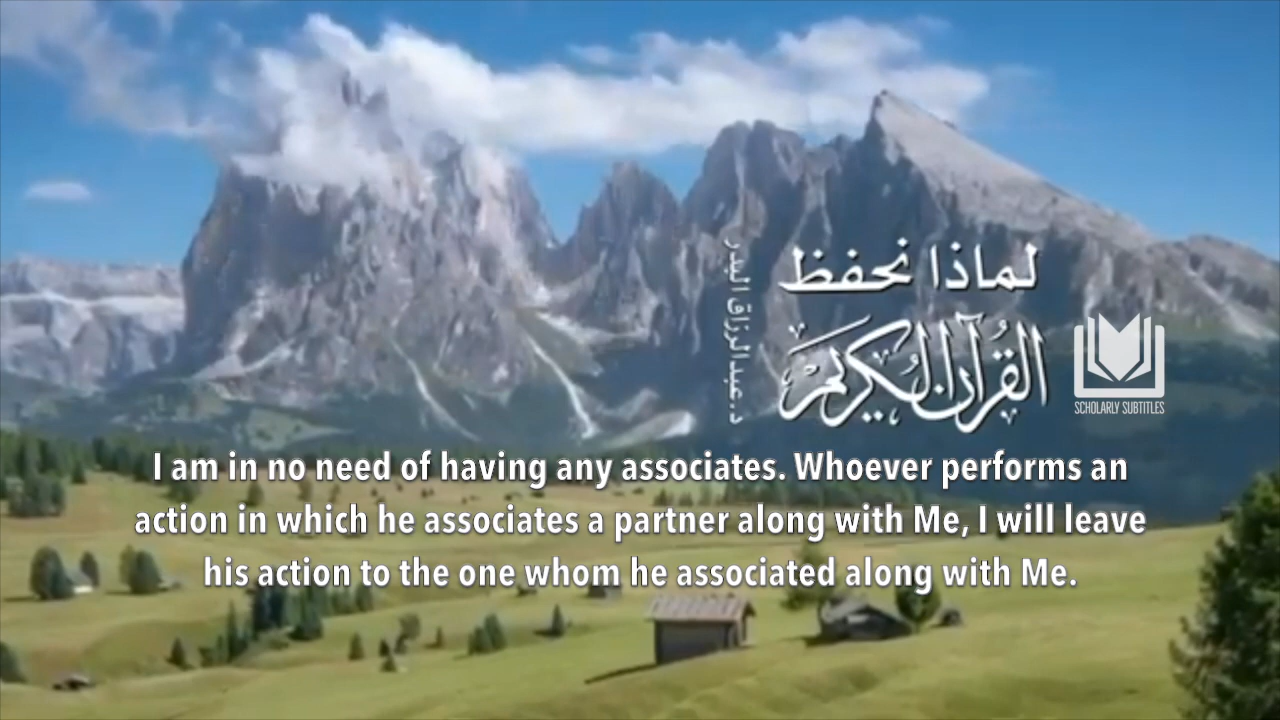 لماذا نحفظ
القُرآن الكريم
د. عبدالرزاق البدر
SCHOLARLY SUBTITLES
I am in no need of having any associates. Whoever performs an
action in which he associates a partner along with Me, I will leave
his action to the one whom he associated along with Me.